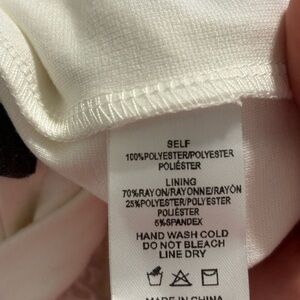 SELF
100%POLYESTER/POLYESTER
POLIÉSTER
LINING
70%RAYON/RAYONNE/RAYÓN
25%POLYESTER/POLYESTER
POLIÉSTER
5%SPANDEX
HAND WASH COLD
DO NOT BLEACH
LINE DRY
MADE IN CHINA